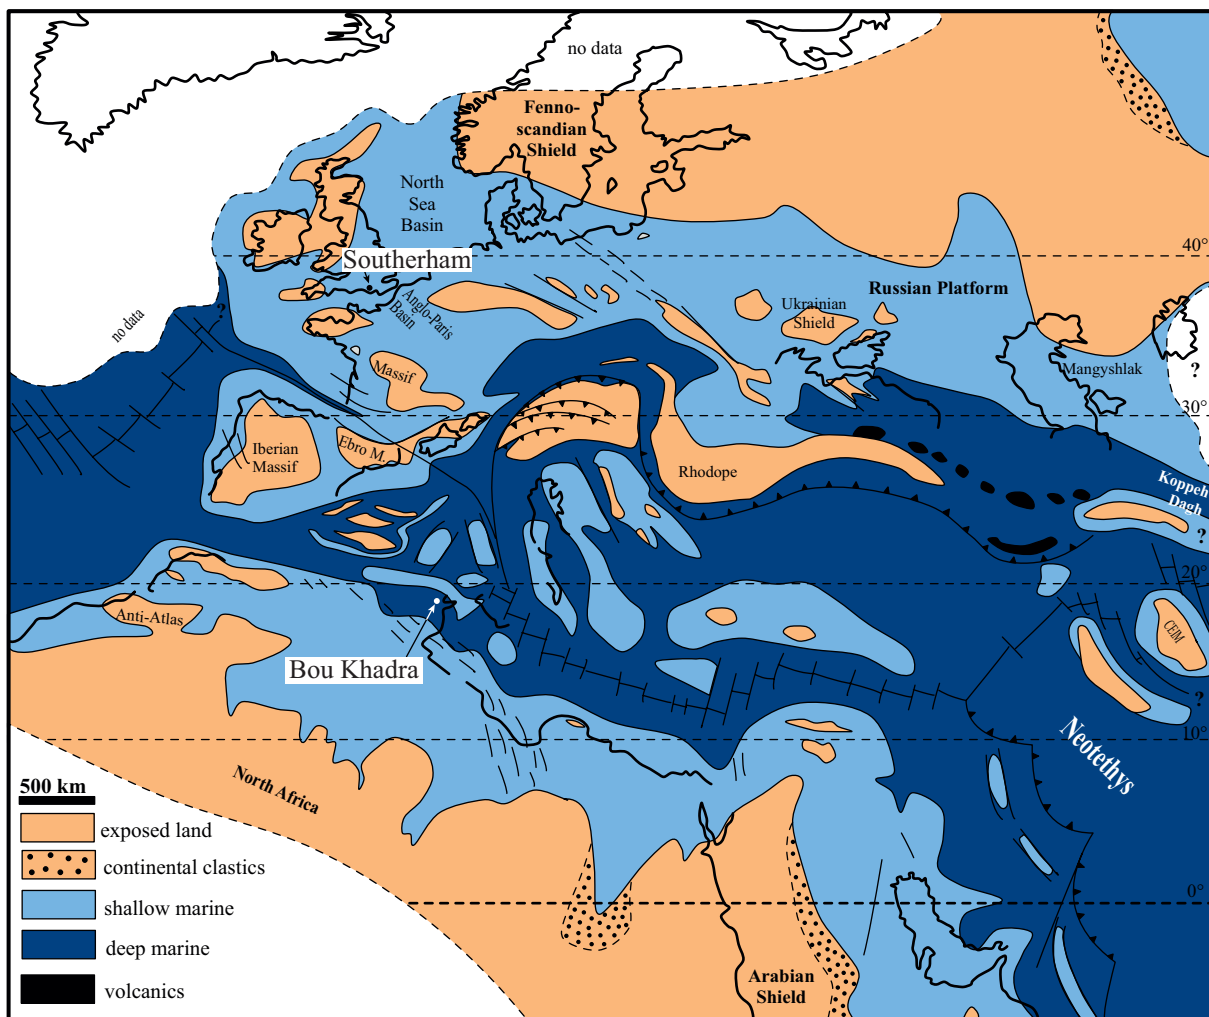 no data
Fenno-
scandian
Shield
North
Sea
Basin
40°
Southerham
Russian Platform
Anglo-Paris
Basin
Ukrainian
Shield
?
no data
Massif
Mangyshlak
?
30°
Iberian
Massif
Ebro M.
Rhodope
Koppeh
Dagh
?
20°
Anti-Atlas
CEIM
Bou Khadra
?
Neotethys
10°
North Africa
500 km
exposed land
continental clastics
shallow marine
0°
deep marine
Arabian
Shield
volcanics